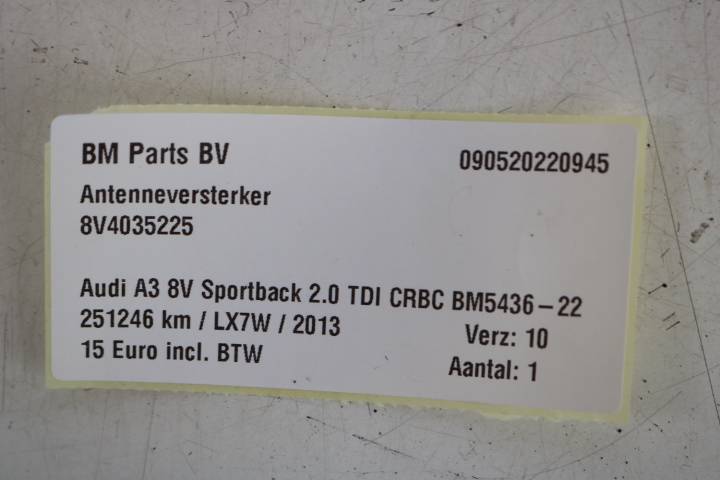 BM Parts BV 090520220945
Antenneversterker
8V4035225
Audi A3 8V Sportback 2.0 TDI CRBC BM5436-22
251246 km / LX7W / 2013 Verz: 10
15 Euro incl. BTW Aantal: 1